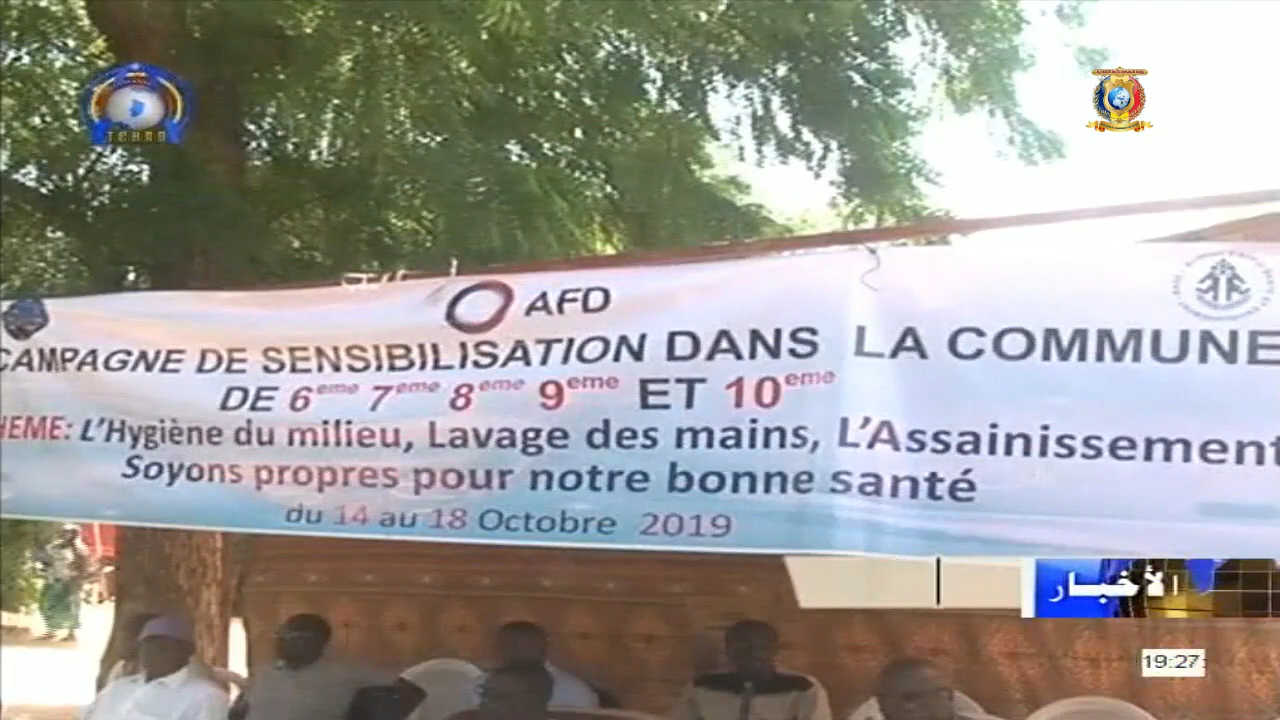 TCHAD
AFD
CAMPAGNE DE SENSIBILISATION DANS LA COMMUNE
DE 6eme 7eme 8eme 9eme ET 10eme
HEME: L'Hygiène du milieu, Lavage des mains, L'Assainissement
Soyons propres pour notre bonne santé
du 14 au 18 Octobre 2019
الأخبار
19:27